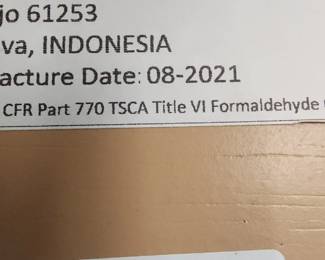 jo 61253
va, INDONESIA
acture Date: 08-2021
CFR Part 770 TSCA Title VI Formaldehyde